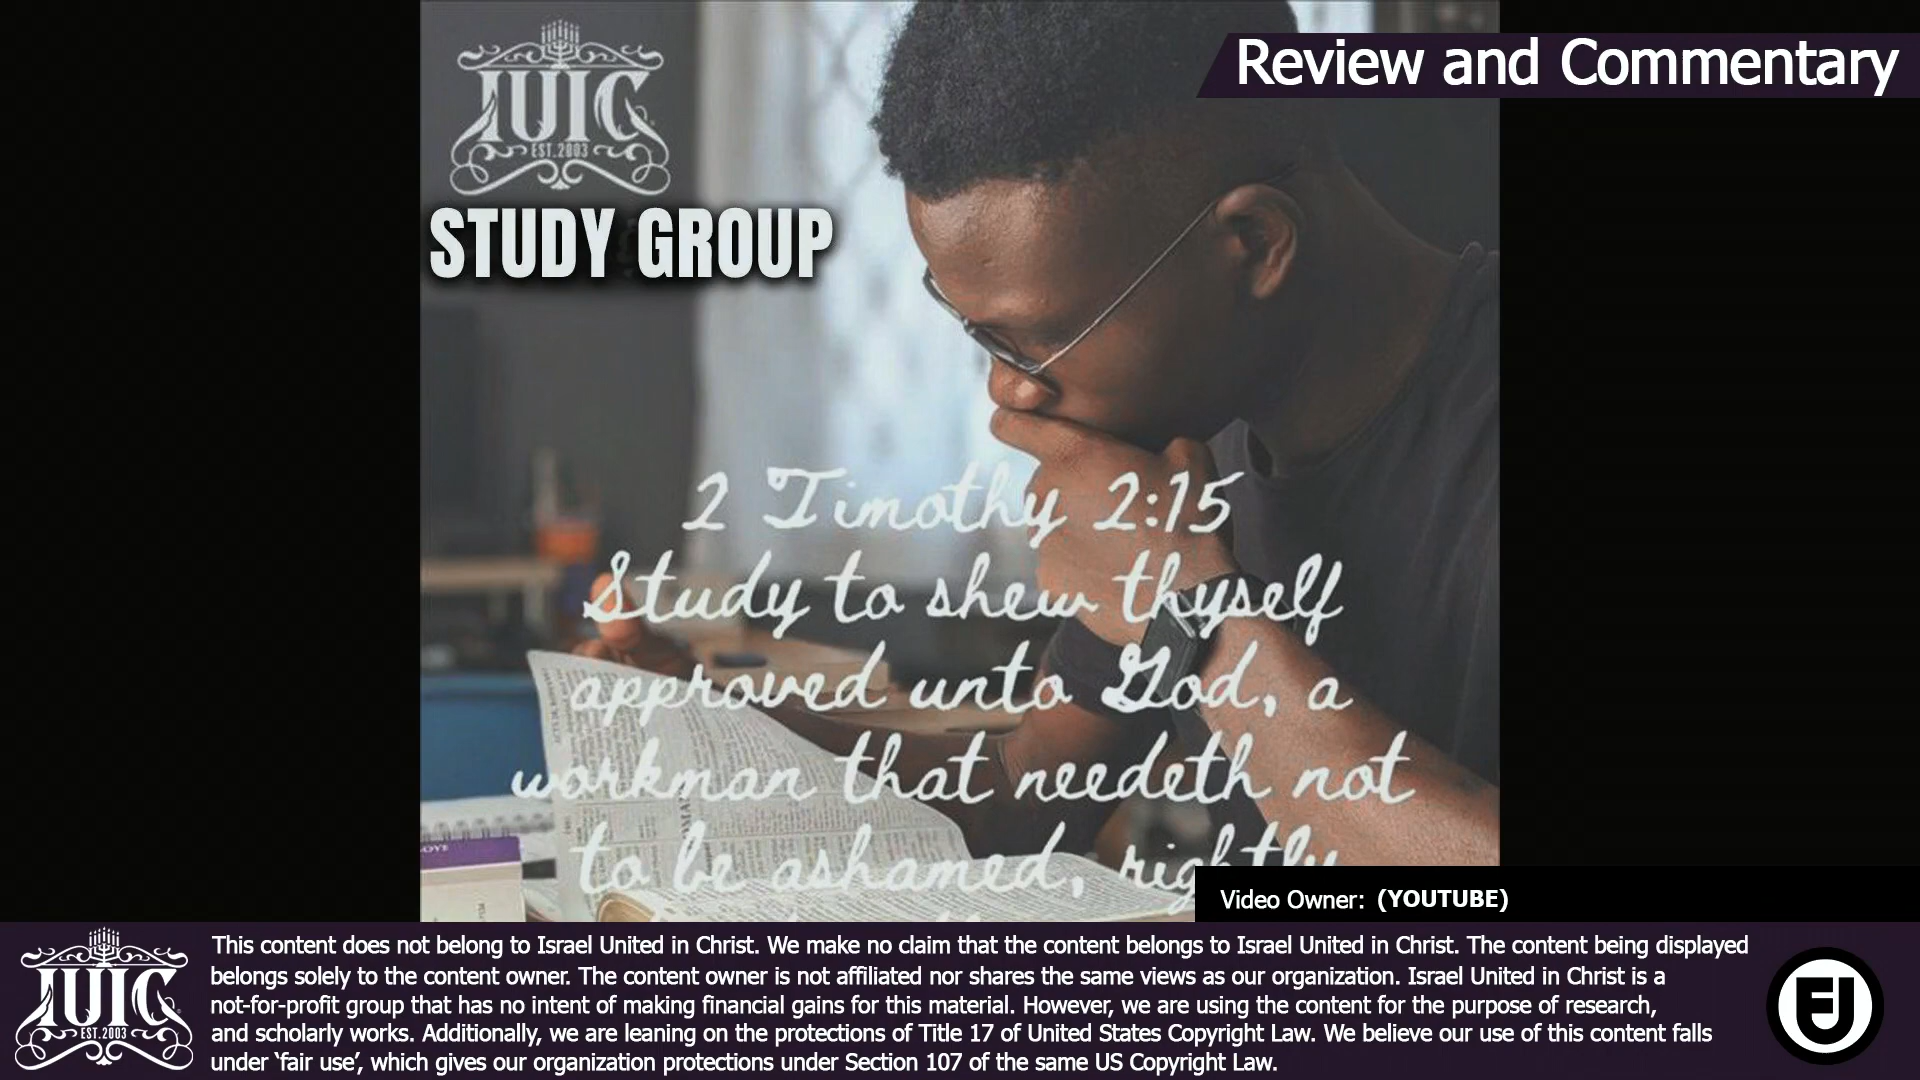 IUIC
EST.2003
STUDY GROUP
Review and Commentary
2 Timothy 2:15
Study to shew thyself
approved unto God, a
workman that needeth not
to be ashamed, rightly
Video Owner: (YOUTUBE)
IUIC
EST.2003
This content does not belong to Israel United in Christ. We make no claim that the content belongs to Israel United in Christ. The content being displayed
belongs solely to the content owner. The content owner is not affiliated nor shares the same views as our organization. Israel United in Christ is a
not-for-profit group that has no intent of making financial gains for this material. However, we are using the content for the purpose of research,
and scholarly works. Additionally, we are leaning on the protections of Title 17 of United States Copyright Law. We believe our use of this content falls
under ‘fair use’, which gives our organization protections under Section 107 of the same US Copyright Law.